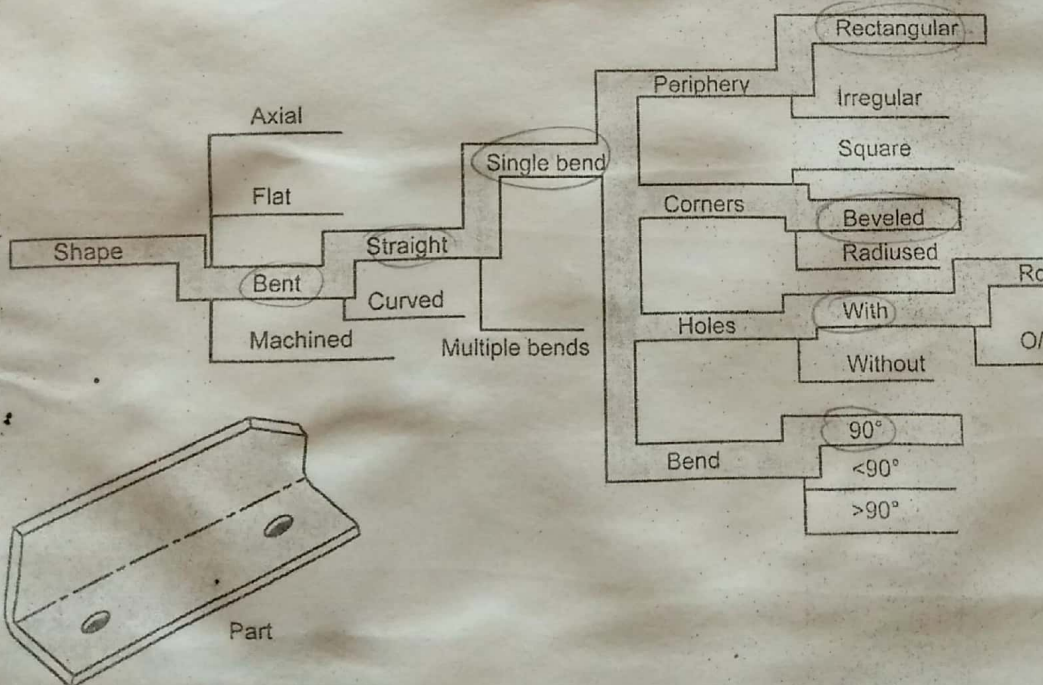 Rectangular
Periphery
Irregular
Axial
Square
Single bend
Flat
Corners
Beveled
Straight
Shape
Radiused
Bent
Curved
With
Holes
Machined
Multiple bends
Without
90°
Bend
<90°
>90°
Part